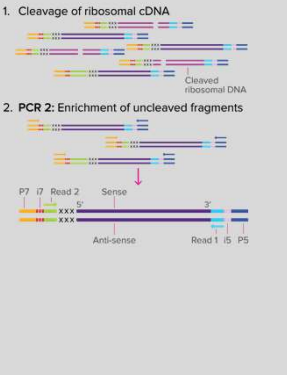 1. Cleavage of ribosomal cDNA
Cleaved
ribosomal DNA
2. PCR 2: Enrichment of uncleaved fragments
P7 i7 Read 2 Sense
XXX 5' 3'
Anti-sense Read 1 i5 P5